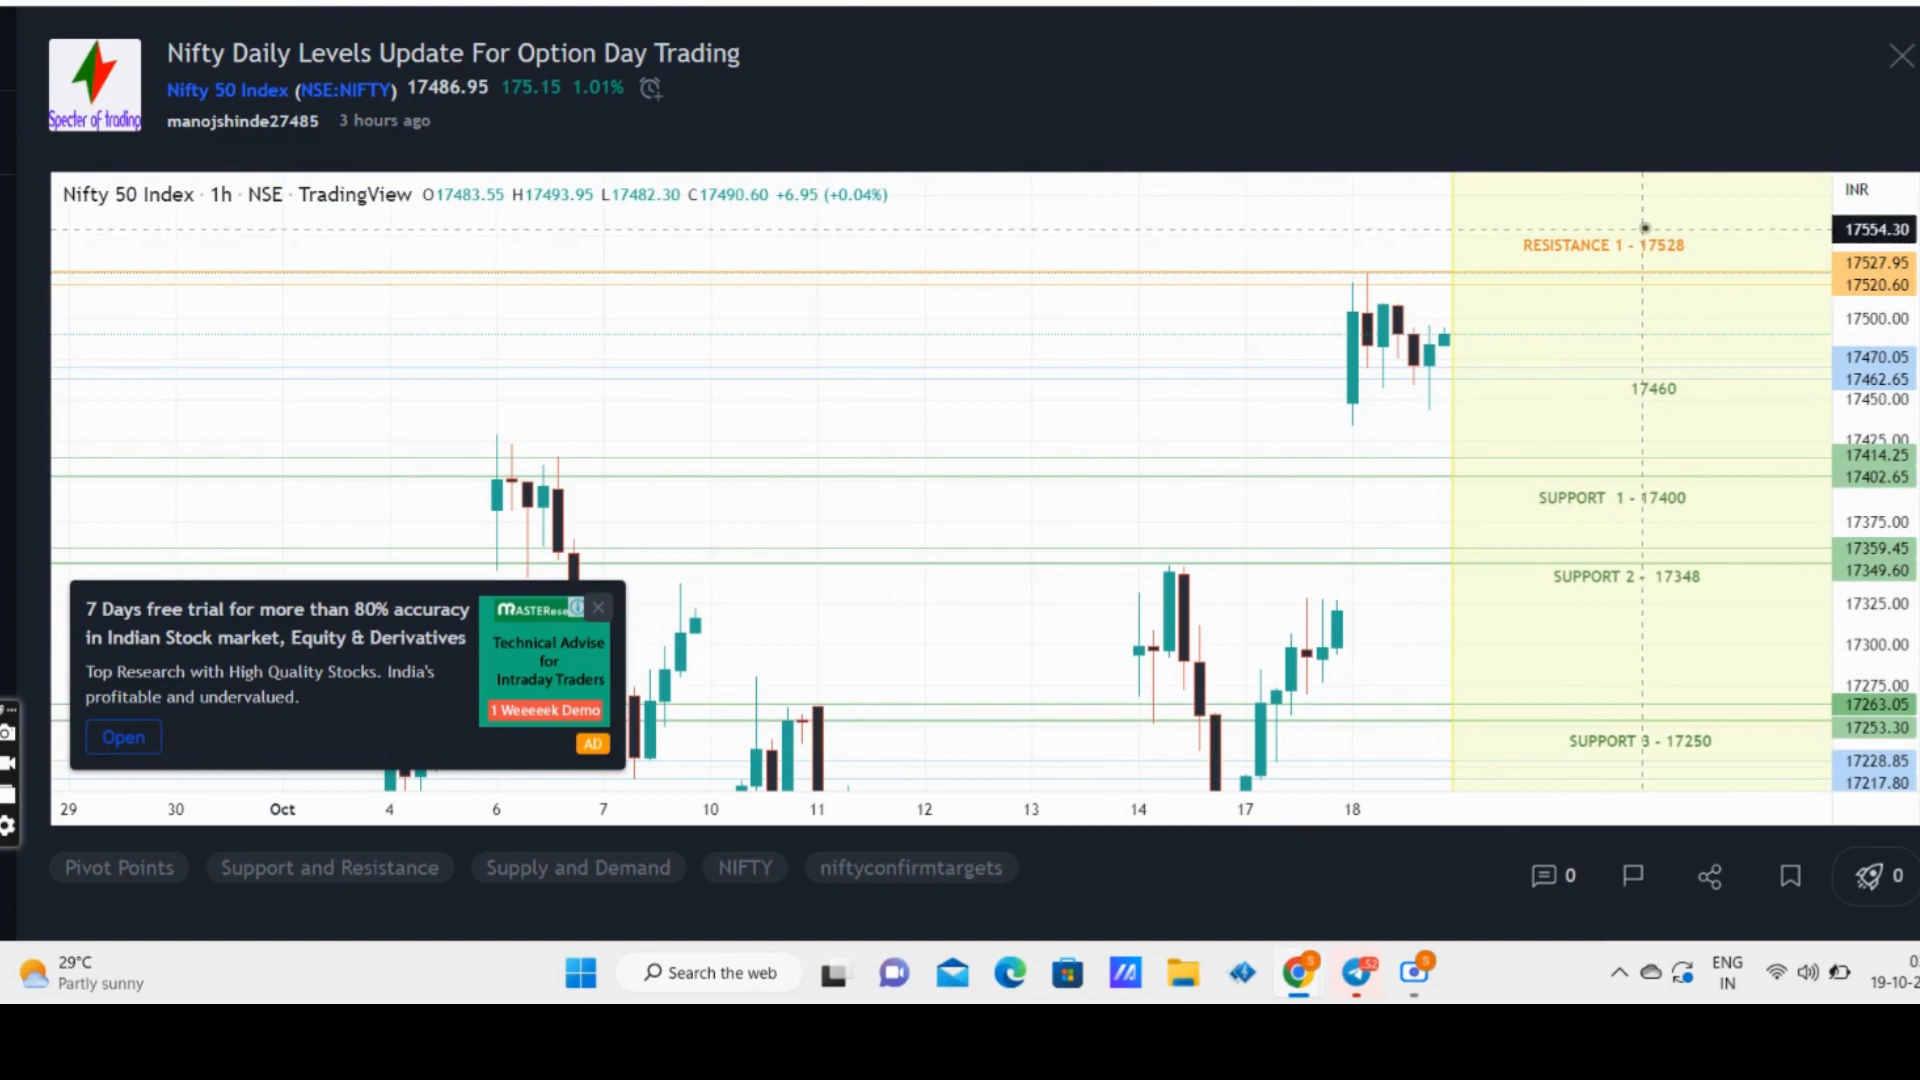 Nifty Daily Levels Update For Option Day Trading
Nifty 50 Index (NSE:NIFTY) 17486.95 175.15 1.01%
Specter of trading
manojshinde27485 3 hours ago
Nifty 50 Index · 1h · NSE · TradingView O17483.55 H17493.95 L17482.30 C17490.60 +6.95 (+0.04%)
INR
17554.30
RESISTANCE 1 - 17528
17527.95
17520.60
17500.00
17470.05
17462.65
17460
17450.00
17425.00
17414.25
17402.65
SUPPORT 1 - 17400
17375.00
17359.45
17349.60
SUPPORT 2 - 17348
17325.00
17300.00
17275.00
17263.05
17253.30
SUPPORT 3 - 17250
17228.85
17217.80
7 Days free trial for more than 80% accuracy
in Indian Stock market, Equity & Derivatives
Top Research with High Quality Stocks. India's
profitable and undervalued.
Open
MASTERese
Technical Advise
for
Intraday Traders
1 Weeeeek Demo
AD
29 30 Oct 4 6 7 10 11 12 13 14 17 18
Pivot Points Support and Resistance Supply and Demand NIFTY niftyconfirmtargets
0 0
29°C
Partly sunny
Search the web
S 52 S
ENG
IN
19-10-2